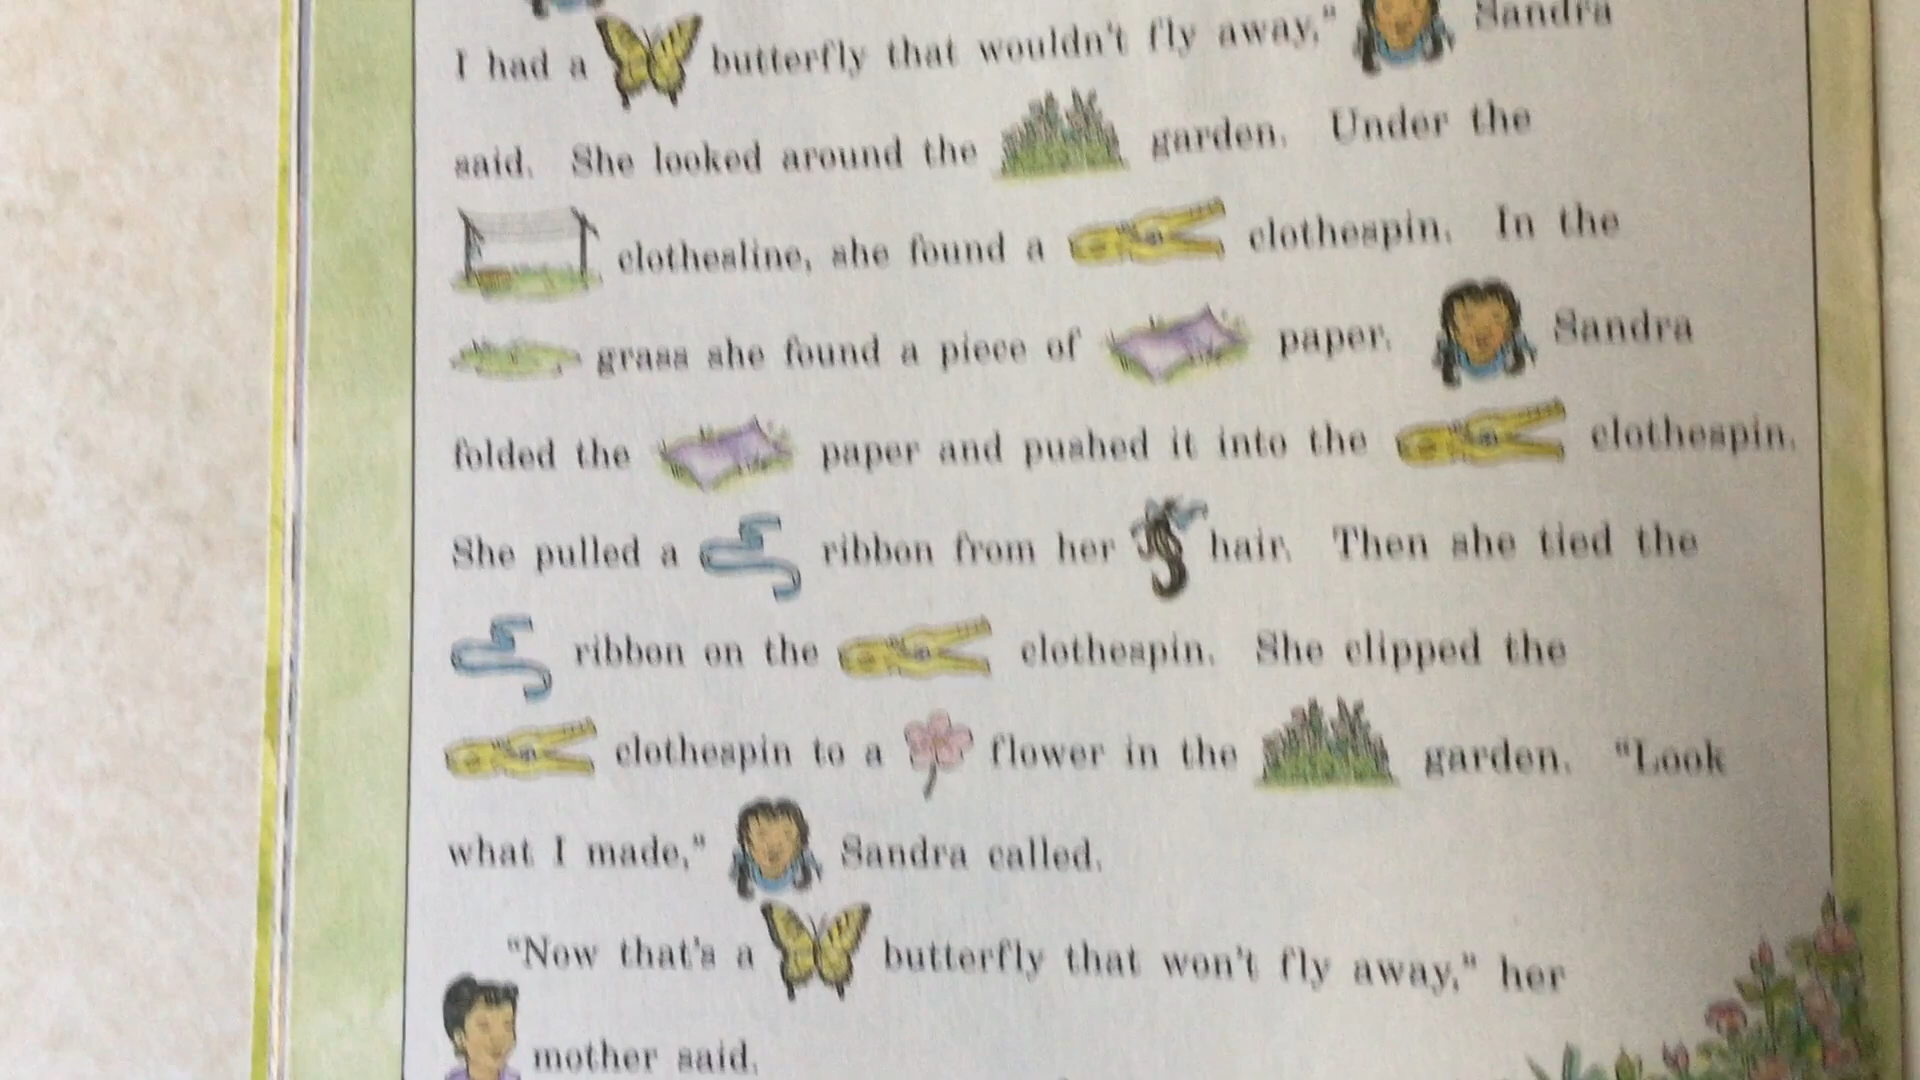 I had a butterfly that wouldn't fly away," Sandra
said. She looked around the garden. Under the
clothesline, she found a clothespin. In the
grass she found a piece of paper. Sandra
folded the paper and pushed it into the clothespin.
She pulled a ribbon from her hair. Then she tied the
ribbon on the clothespin. She clipped the
clothespin to a flower in the garden. "Look
what I made," Sandra called.
"Now that's a butterfly that won't fly away," her
mother said.